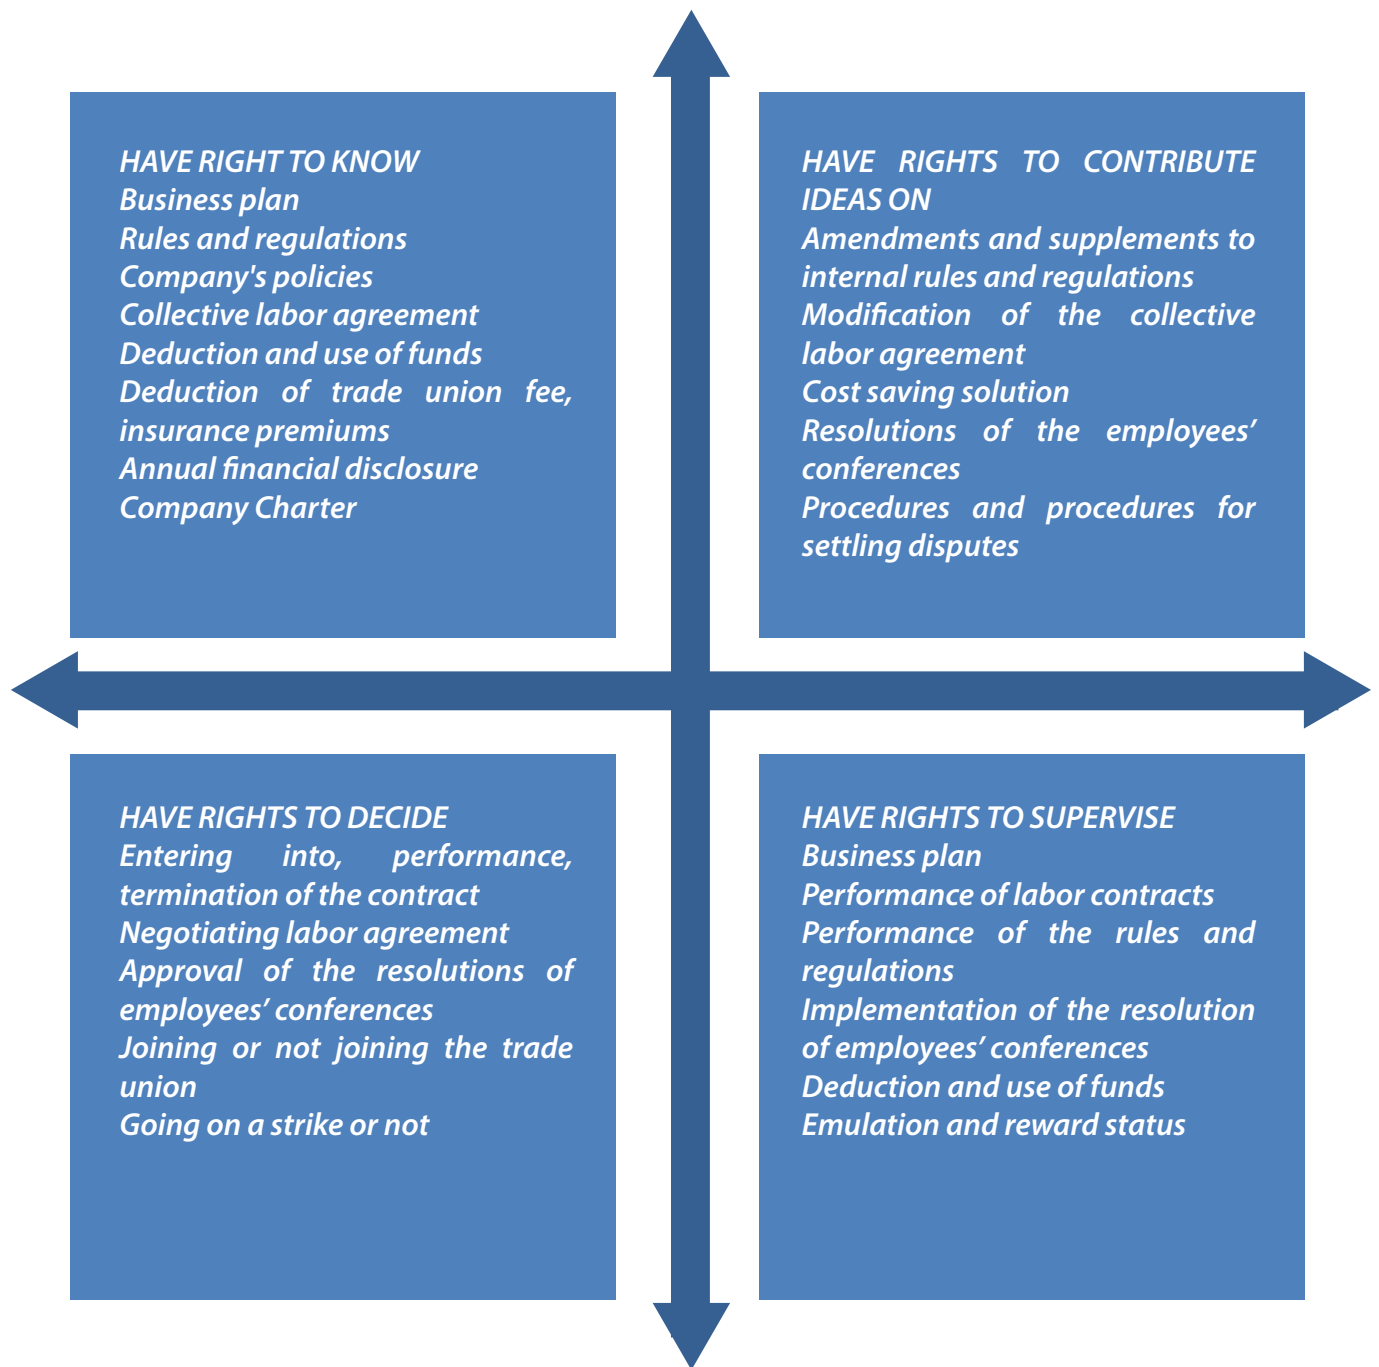 HAVE RIGHT TO KNOW
Business plan
Rules and regulations
Company's policies
Collective labor agreement
Deduction and use of funds
Deduction of trade union fee,
insurance premiums
Annual financial disclosure
Company Charter
HAVE RIGHTS TO CONTRIBUTE
IDEAS ON
Amendments and supplements to
internal rules and regulations
Modification of the collective
labor agreement
Cost saving solution
Resolutions of the employees’
conferences
Procedures and procedures for
settling disputes
HAVE RIGHTS TO DECIDE
Entering into, performance,
termination of the contract
Negotiating labor agreement
Approval of the resolutions of
employees’ conferences
Joining or not joining the trade
union
Going on a strike or not
HAVE RIGHTS TO SUPERVISE
Business plan
Performance of labor contracts
Performance of the rules and
regulations
Implementation of the resolution
of employees’ conferences
Deduction and use of funds
Emulation and reward status